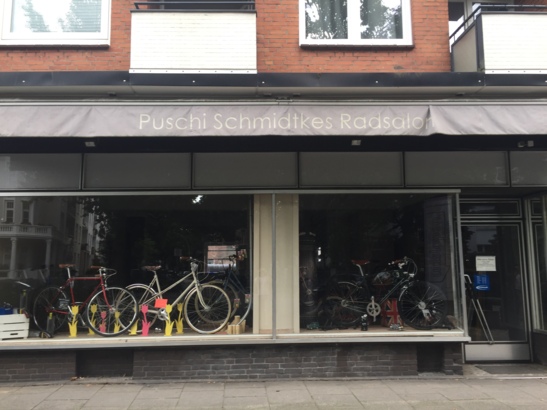 Puschi Schmidtkes Radsalon